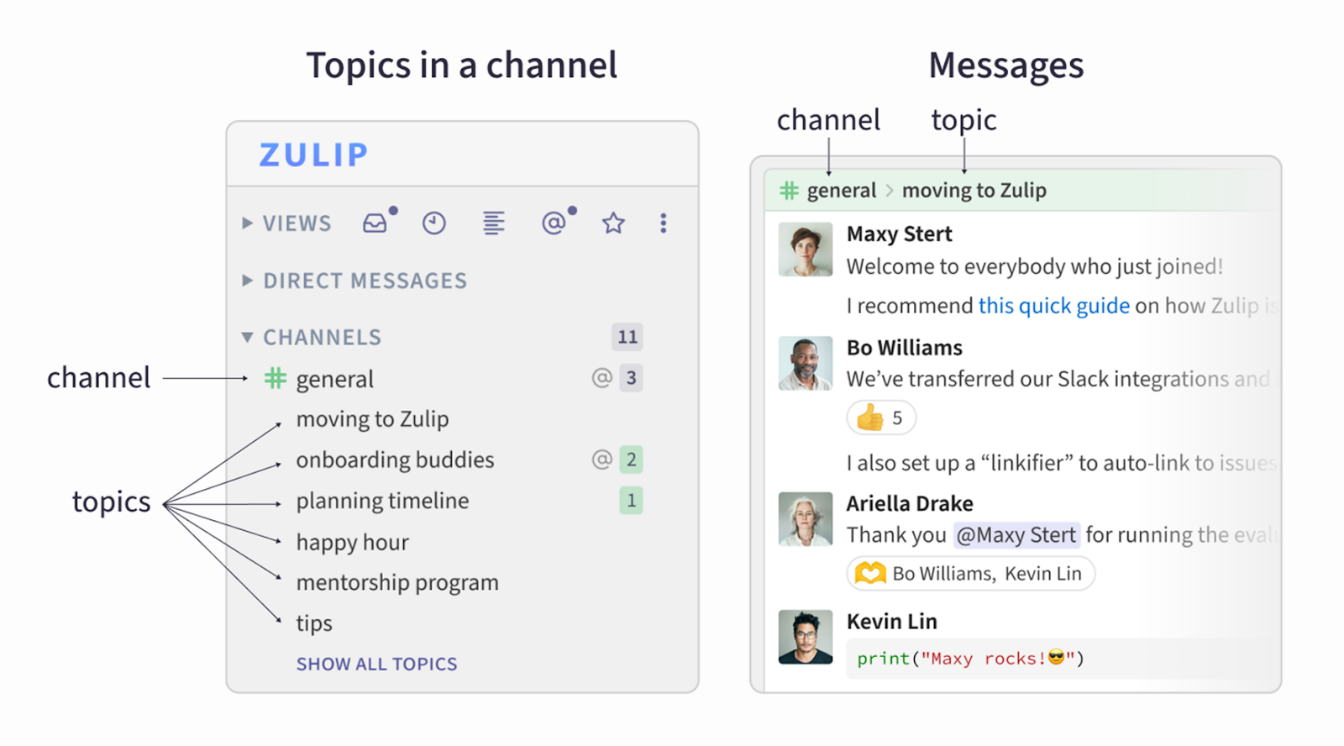 Topics in a channel
ZULIP
VIEWS @
DIRECT MESSAGES
CHANNELS 11
channel
# general @ 3
moving to Zulip
onboarding buddies @ 2
topics
planning timeline 1
happy hour
mentorship program
tips
SHOW ALL TOPICS
Messages
channel topic
# general > moving to Zulip
Maxy Stert
Welcome to everybody who just joined!
I recommend this quick guide on how Zulip is
Bo Williams
We’ve transferred our Slack integrations and
👍 5
I also set up a “linkifier” to auto-link to issues
Ariella Drake
Thank you @Maxy Stert for running the
🫶 Bo Williams, Kevin Lin
Kevin Lin
print("Maxy rocks!😎")